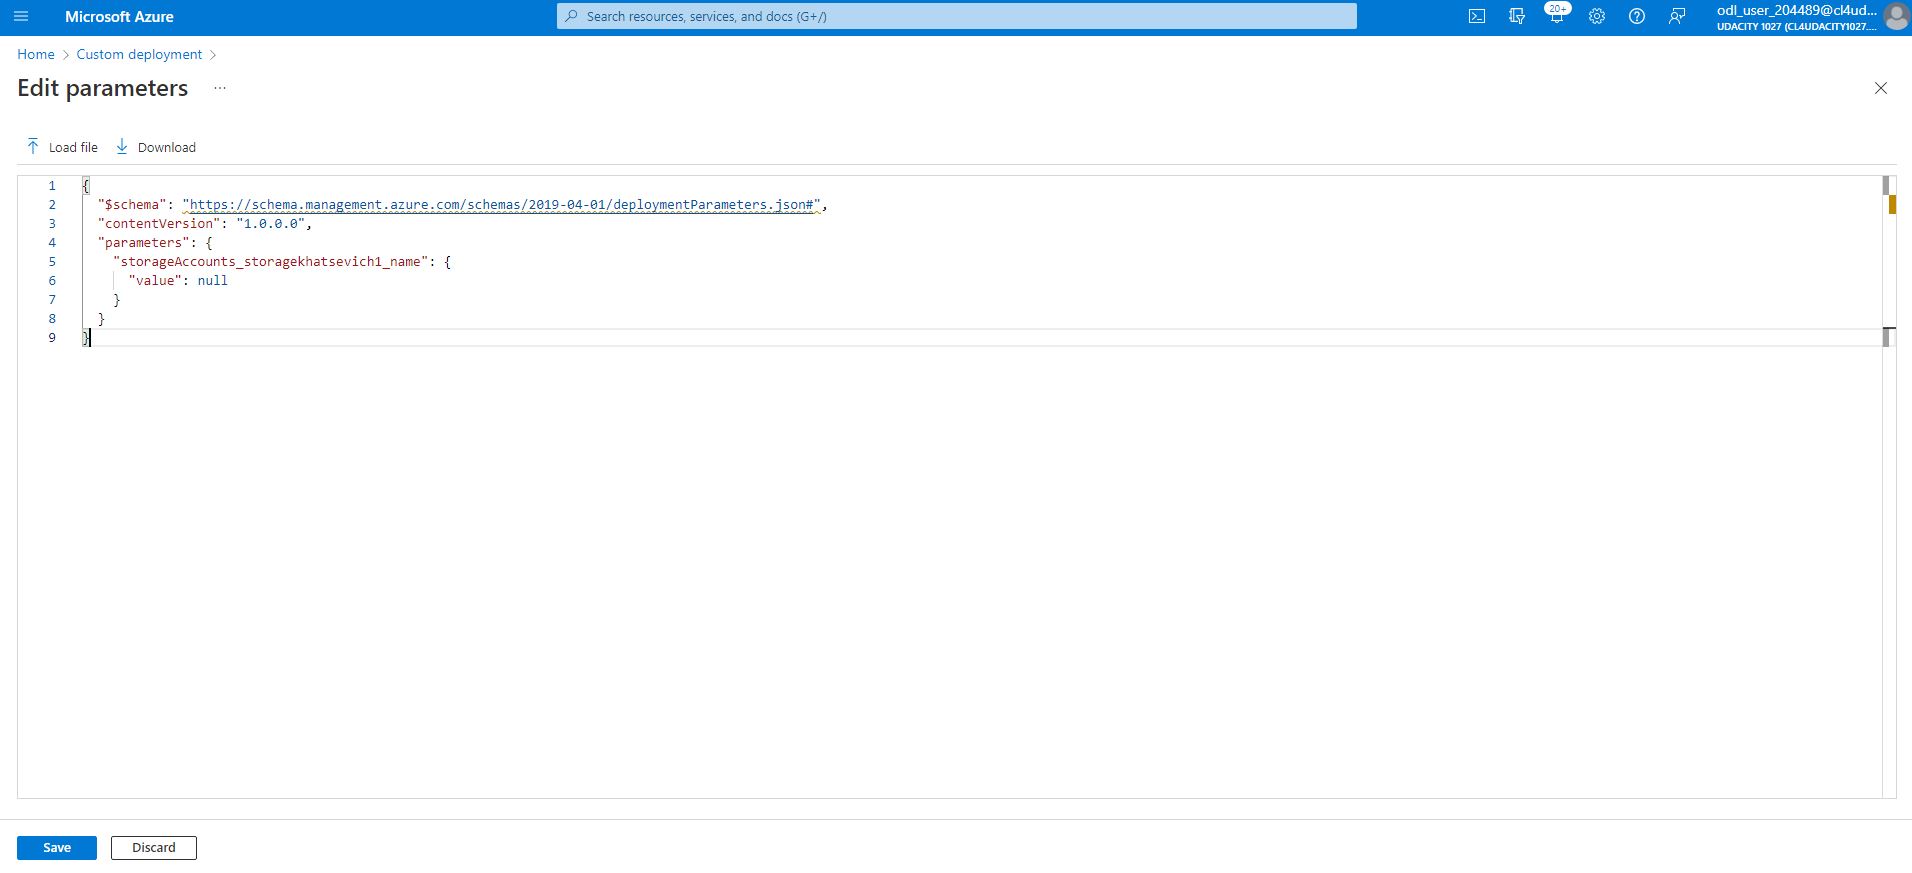 Microsoft Azure
Search resources, services, and docs (G+/)
20+
odl_user_204489@cl4ud...
UDACITY 1027 (CL4UDACITY1027....
Home > Custom deployment >
Edit parameters ...
Load file Download
1 {
2 "$schema": "https://schema.management.azure.com/schemas/2019-04-01/deploymentParameters.json#",
3 "contentVersion": "1.0.0.0",
4 "parameters": {
5 "storageAccounts_storagekhatsevich1_name": {
6 "value": null
7 }
8 }
9 }
Save Discard